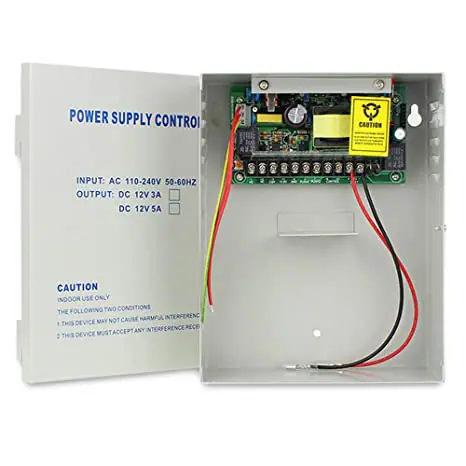 POWER SUPPLY CONTRO
INPUT: AC 110-240V 50-60HZ
OUTPUT: DC 12V 3A
DC 12V 5A
CAUTION
INDOOR USE ONLY
THE FOLLOWING TWO CONDITIONS
1.THIS DEVICE MAY NOT CAUSE HARMFUL INTERFERENCE
2.THIS DEVICE MUST ACCEPT ANY INTERFERENCE RECE
CAUTION